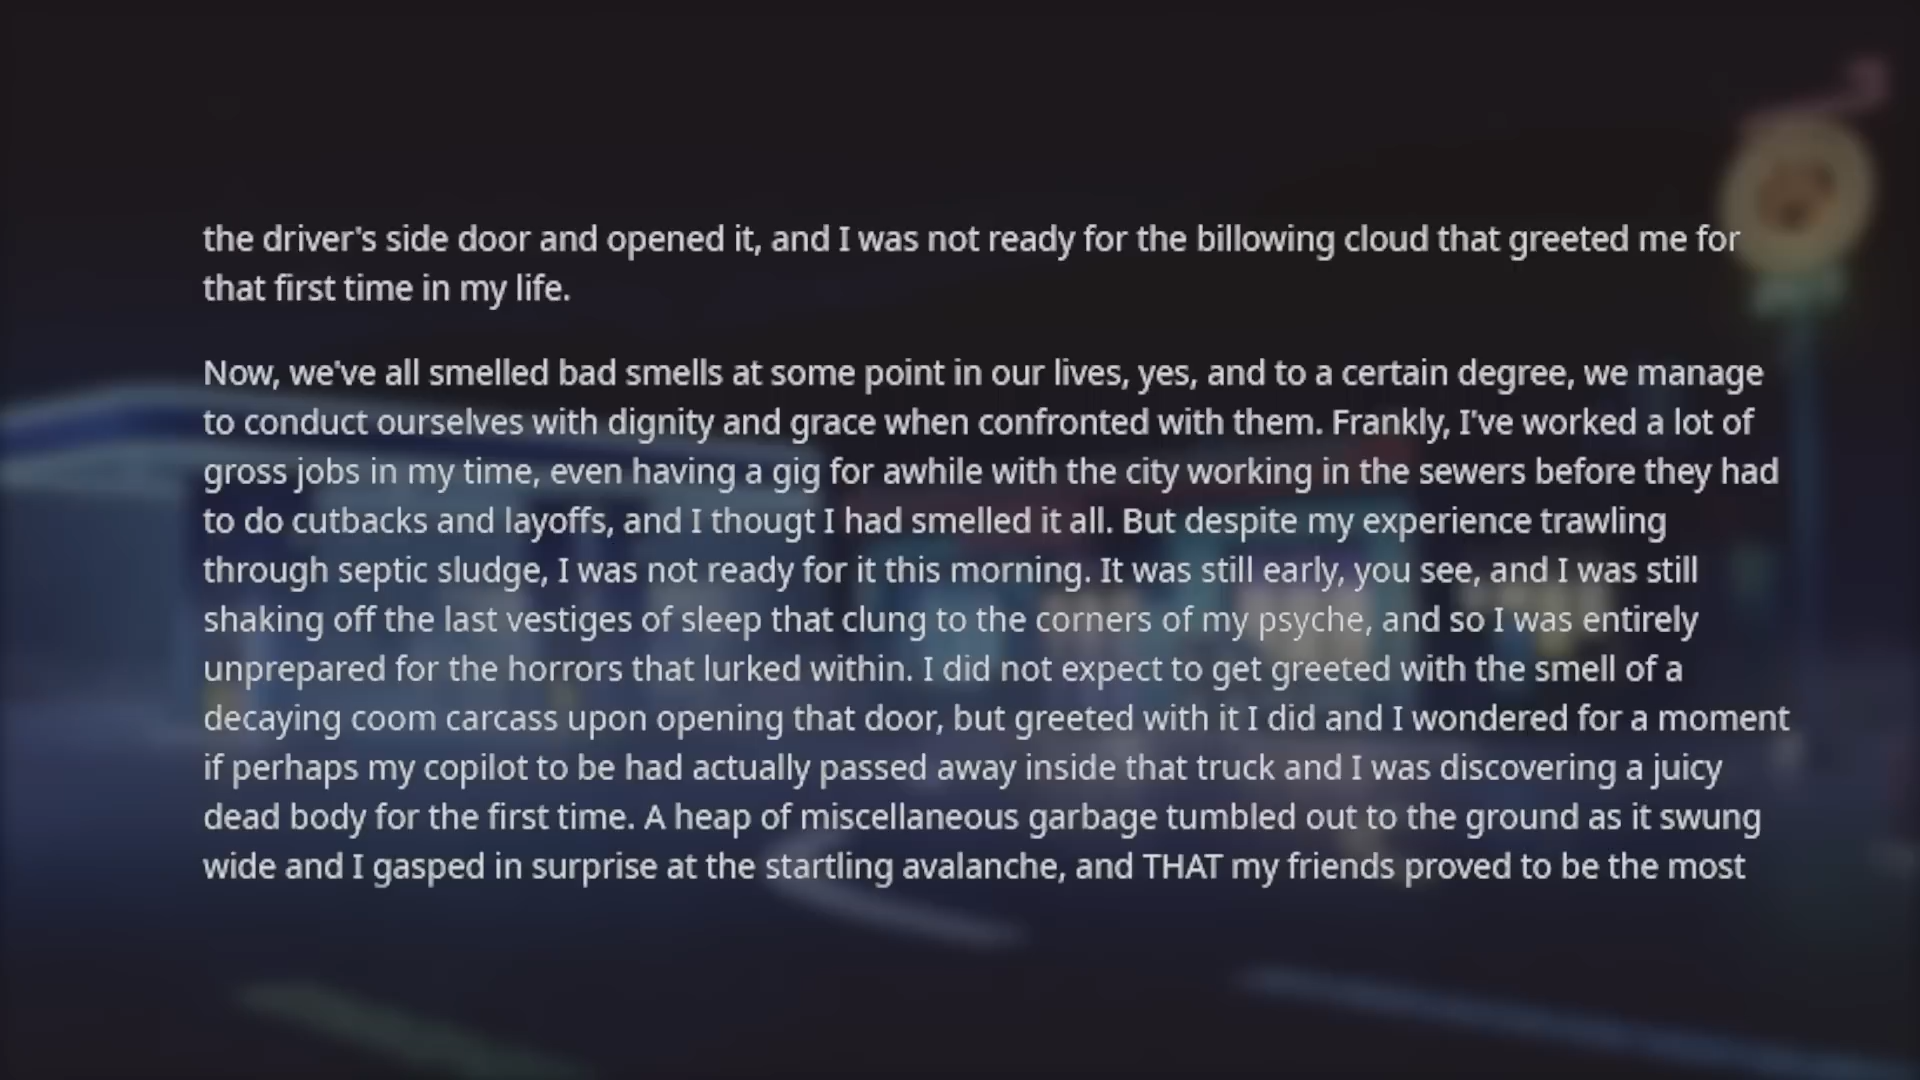 the driver's side door and opened it, and I was not ready for the billowing cloud that greeted me for
that first time in my life.
Now, we've all smelled bad smells at some point in our lives, yes, and to a certain degree, we manage
to conduct ourselves with dignity and grace when confronted with them. Frankly, I've worked a lot of
gross jobs in my time, even having a gig for awhile with the city working in the sewers before they had
to do cutbacks and layoffs, and I thougt I had smelled it all. But despite my experience trawling
through septic sludge, I was not ready for it this morning. It was still early, you see, and I was still
shaking off the last vestiges of sleep that clung to the corners of my psyche, and so I was entirely
unprepared for the horrors that lurked within. I did not expect to get greeted with the smell of a
decaying coom carcass upon opening that door, but greeted with it I did and I wondered for a moment
if perhaps my copilot to be had actually passed away inside that truck and I was discovering a juicy
dead body for the first time. A heap of miscellaneous garbage tumbled out to the ground as it swung
wide and I gasped in surprise at the startling avalanche, and THAT my friends proved to be the most